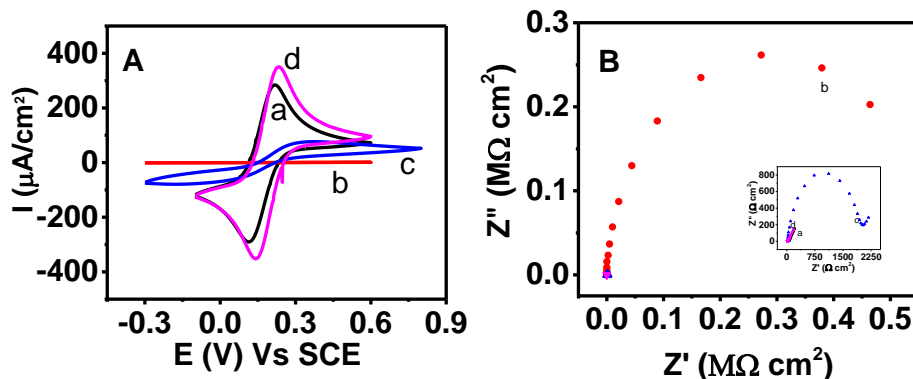 A
d
a
c
b
I (µA/cm²)
400
200
0
-200
-400
-0.3 0.0 0.3 0.6 0.9
E (V) Vs SCE
B
b
Z'' (MΩ cm²)
0.3
0.2
0.1
0.0
0.0 0.1 0.2 0.3 0.4 0.5
Z' (MΩ cm²)
Z'' (Ω cm²)
800
600
400
200
0
d
a
c
0 750 1500 2250
Z' (Ω cm²)